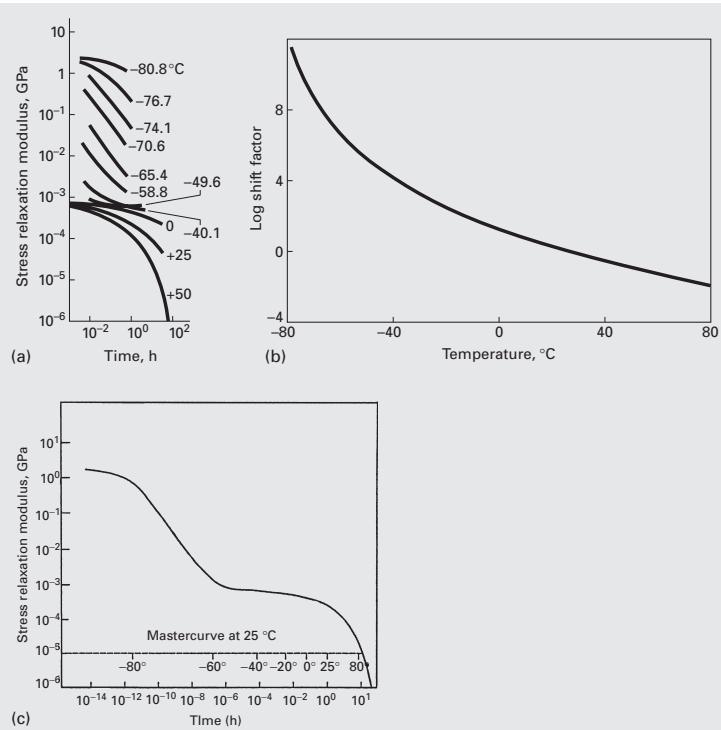 10
1
10⁻¹
10⁻²
10⁻³
10⁻⁴
10⁻⁵
10⁻⁶
Stress relaxation modulus, GPa
−80.8°C
−76.7
−74.1
−70.6
−65.4
−58.8
−49.6
−40.1
0
+25
+50
10⁻² 10⁰ 10²
(a) Time, h
8
4
0
−4
Log shift factor
−80 −40 0 40 80
(b) Temperature, °C
10¹
10⁰
10⁻¹
10⁻²
10⁻³
10⁻⁴
10⁻⁵
10⁻⁶
Stress relaxation modulus, GPa
Mastercurve at 25 °C
−80° −60° −40° −20° 0° 25° 80
10⁻¹⁴ 10⁻¹² 10⁻¹⁰ 10⁻⁸ 10⁻⁶ 10⁻⁴ 10⁻² 10⁰ 10¹
(c) TIme (h)